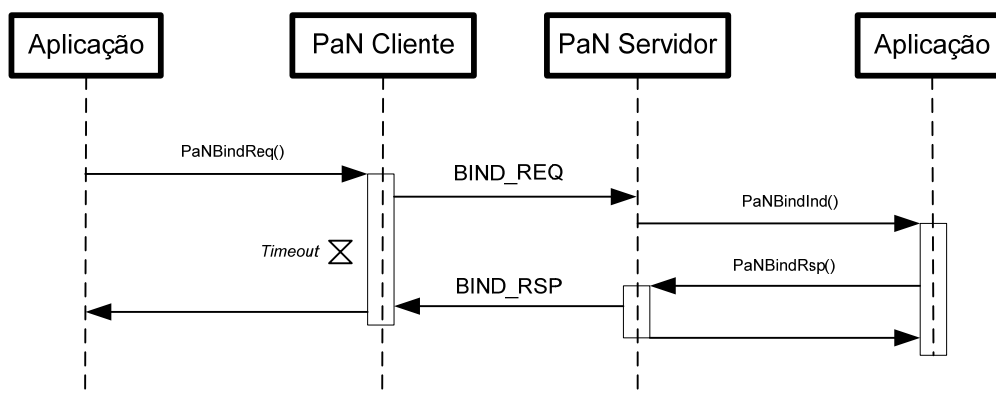 Aplicação
PaN Cliente
PaN Servidor
Aplicação
PaNBindReq()
BIND_REQ
PaNBindInd()
Timeout
PaNBindRsp()
BIND_RSP